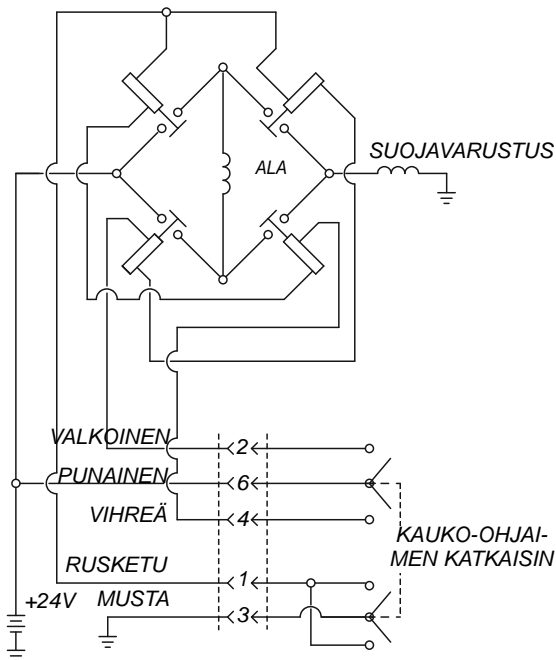 SUOJAVARUSTUS
ALA
VALKOINEN
2
PUNAINEN
6
VIHREÄ
4
KAUKO-OHJAI-
MEN KATKAISIN
RUSKETU
1
+24V
MUSTA
3